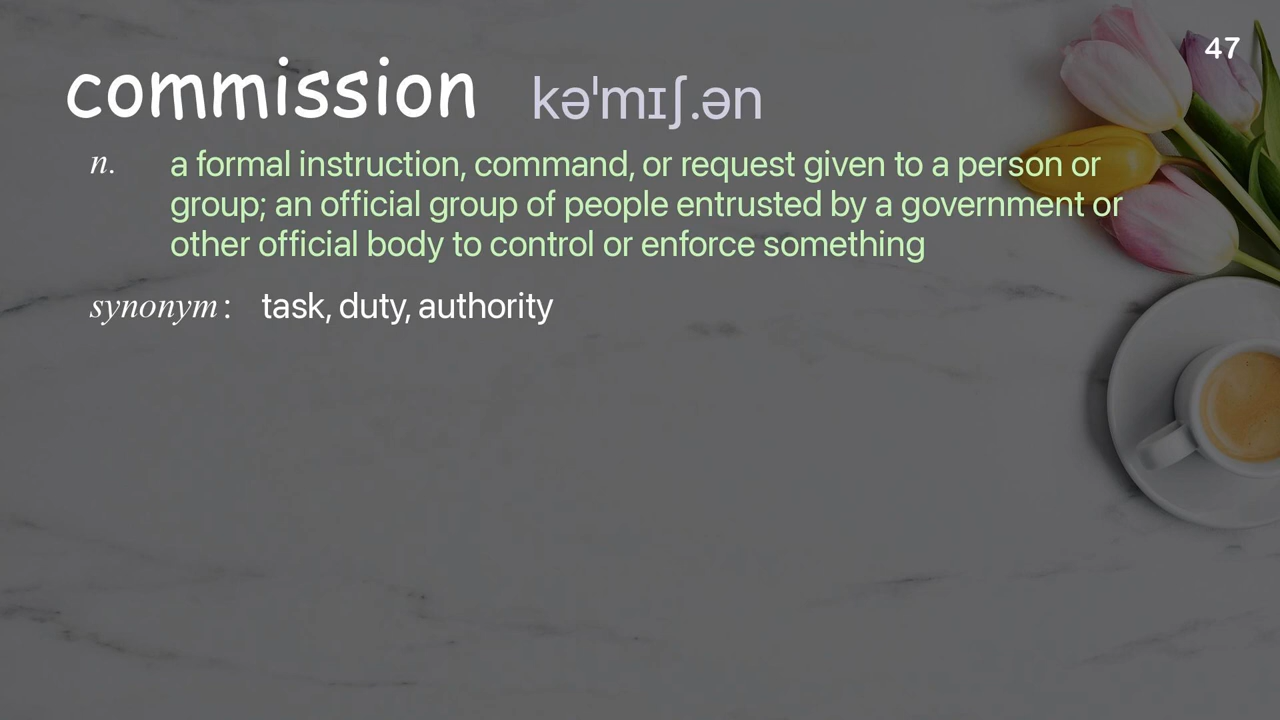 47
commission kəˈmɪʃ.ən
n. a formal instruction, command, or request given to a person or
group; an official group of people entrusted by a government or
other official body to control or enforce something
synonym: task, duty, authority